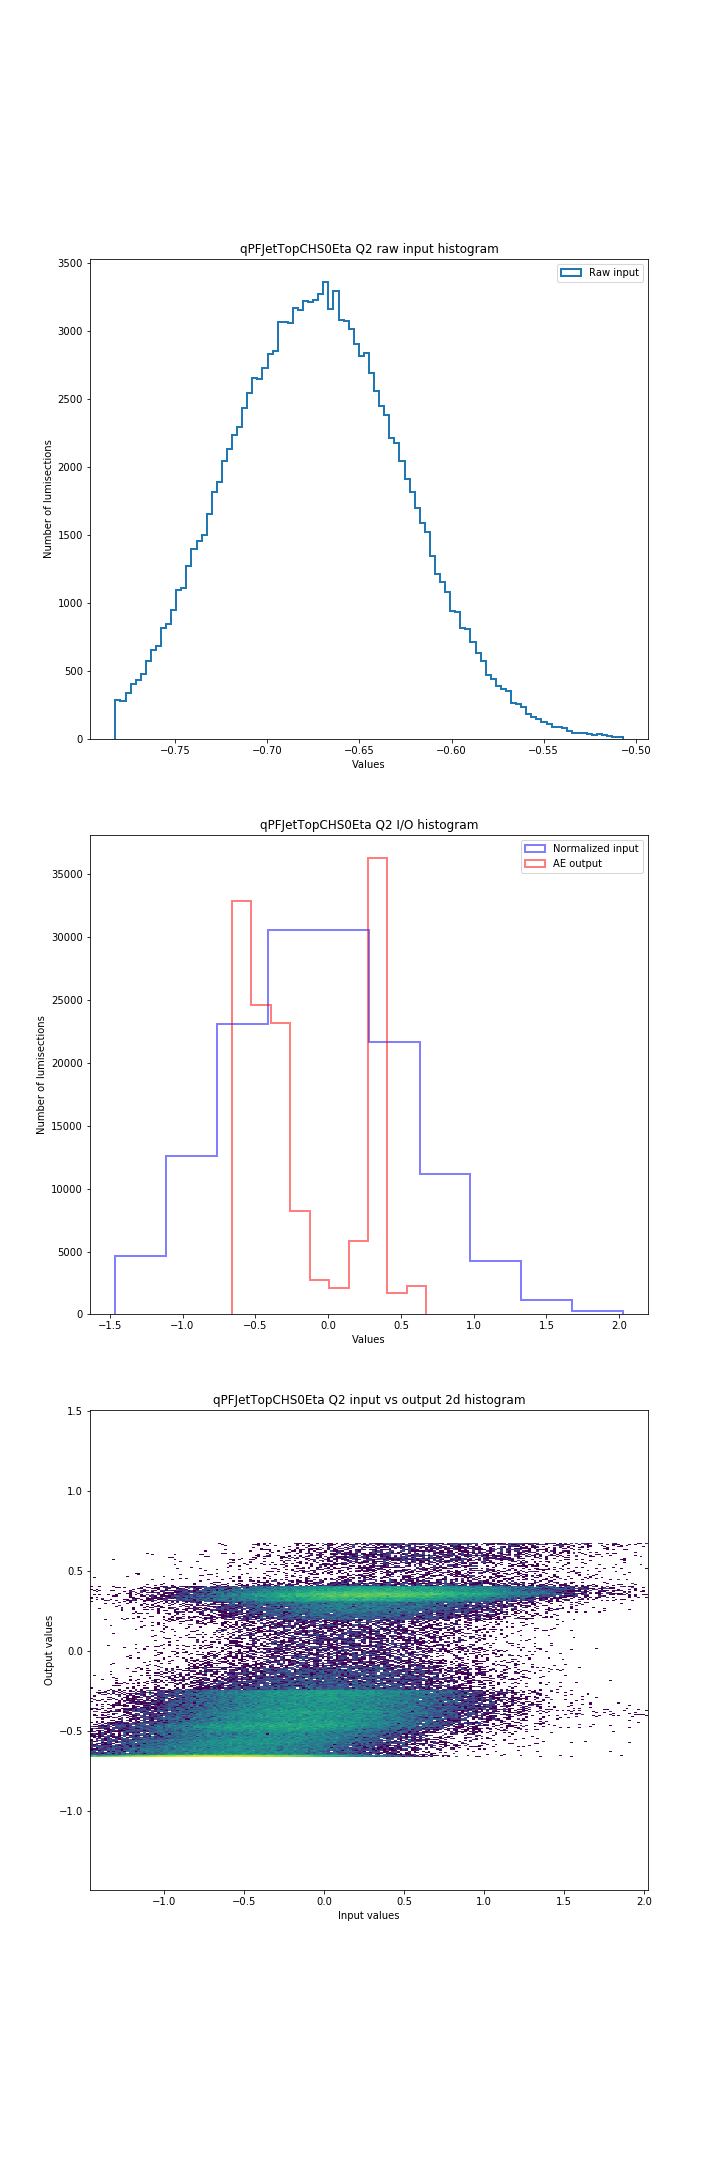 qPFJetTopCHS0Eta Q2 raw input histogram
3500
3000
2500
2000
1500
1000
500
0
Number of lumisections
Raw input
−0.75 −0.70 −0.65 −0.60 −0.55 −0.50
Values
qPFJetTopCHS0Eta Q2 I/O histogram
35000
30000
25000
20000
15000
10000
5000
0
Number of lumisections
Normalized input
AE output
−1.5 −1.0 −0.5 0.0 0.5 1.0 1.5 2.0
Values
qPFJetTopCHS0Eta Q2 input vs output 2d histogram
1.5
1.0
0.5
0.0
−0.5
−1.0
Output values
−1.0 −0.5 0.0 0.5 1.0 1.5 2.0
Input values